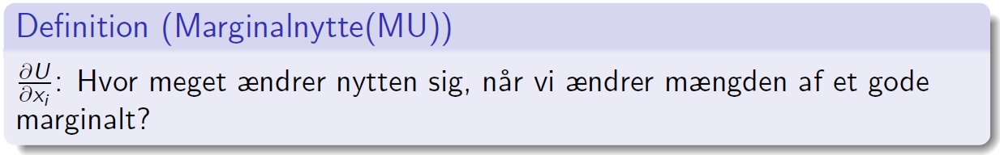 Definition (Marginalnytte(MU))
∂U/∂xᵢ: Hvor meget ændrer nytten sig, når vi ændrer mængden af et gode
marginalt?